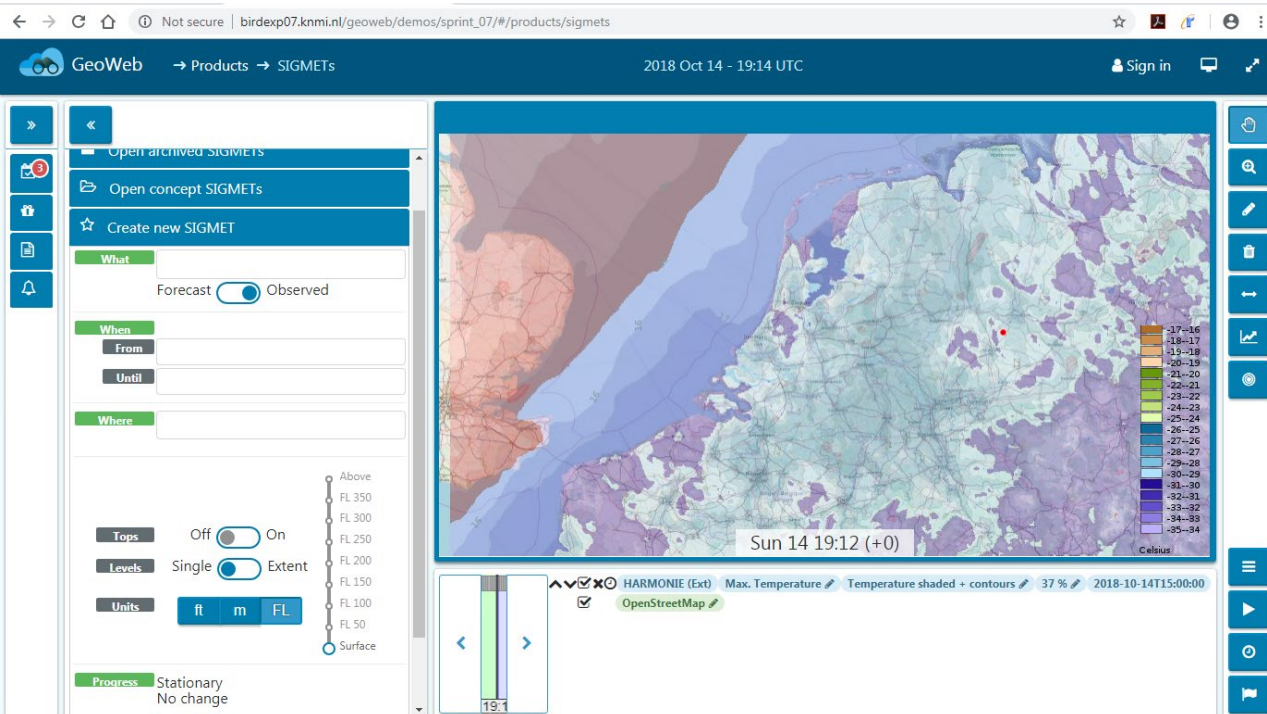 Not secure | birdexp07.knmi.nl/geoweb/demos/sprint_07/#/products/sigmets
GeoWeb → Products → SIGMETs 2018 Oct 14 - 19:14 UTC Sign in
3
Open archived SIGMETs
Open concept SIGMETs
Create new SIGMET
What
Forecast Observed
When
From
Until
Where
Above
FL 350
FL 300
Tops Off On FL 250
Levels Single Extent FL 200
FL 150
Units ft m FL FL 100
FL 50
Surface
Progress Stationary
No change
-17--16
-18--17
-19--18
-20--19
-21--20
-22--21
-23--22
-24--23
-25--24
-26--25
-27--26
-28--27
-29--28
-30--29
-31--30
-32--31
-33--32
-34--33
-35--34
Celsius
Sun 14 19:12 (+0)
HARMONIE (Ext) Max. Temperature Temperature shaded + contours 37 % 2018-10-14T15:00:00
OpenStreetMap
19:1